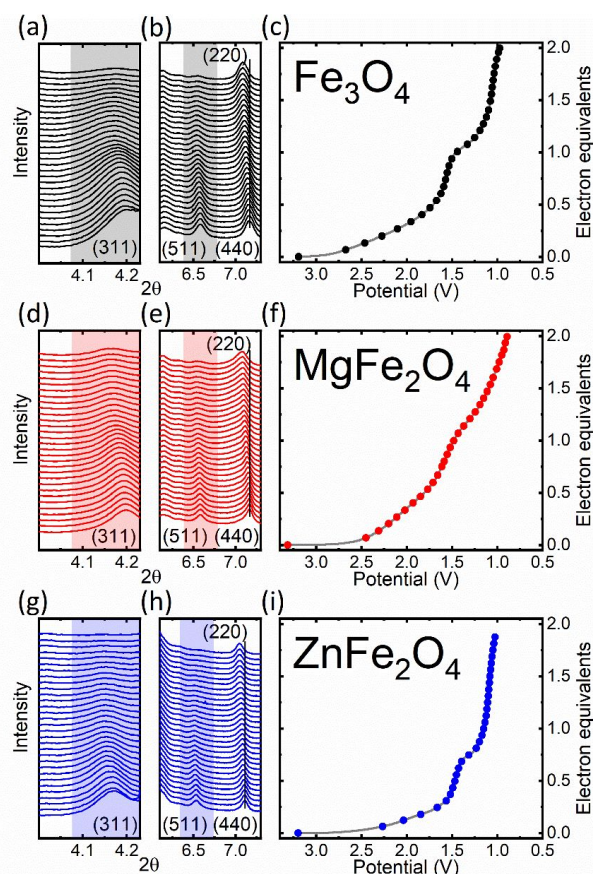 (a) (b) (c)
Intensity
(311)
4.1 4.2
2θ
(220)
(511) (440)
6.5 7.0
Fe₃O₄
2.0
1.5
1.0
0.5
0.0
Electron equivalents
3.0 2.5 2.0 1.5 1.0 0.5
Potential (V)
(d) (e) (f)
Intensity
(311)
4.1 4.2
2θ
(220)
(511) (440)
6.5 7.0
MgFe₂O₄
2.0
1.5
1.0
0.5
0.0
Electron equivalents
3.0 2.5 2.0 1.5 1.0 0.5
Potential (V)
(g) (h) (i)
Intensity
(311)
4.1 4.2
2θ
(220)
(511) (440)
6.5 7.0
ZnFe₂O₄
2.0
1.5
1.0
0.5
0.0
Electron equivalents
3.0 2.5 2.0 1.5 1.0 0.5
Potential (V)